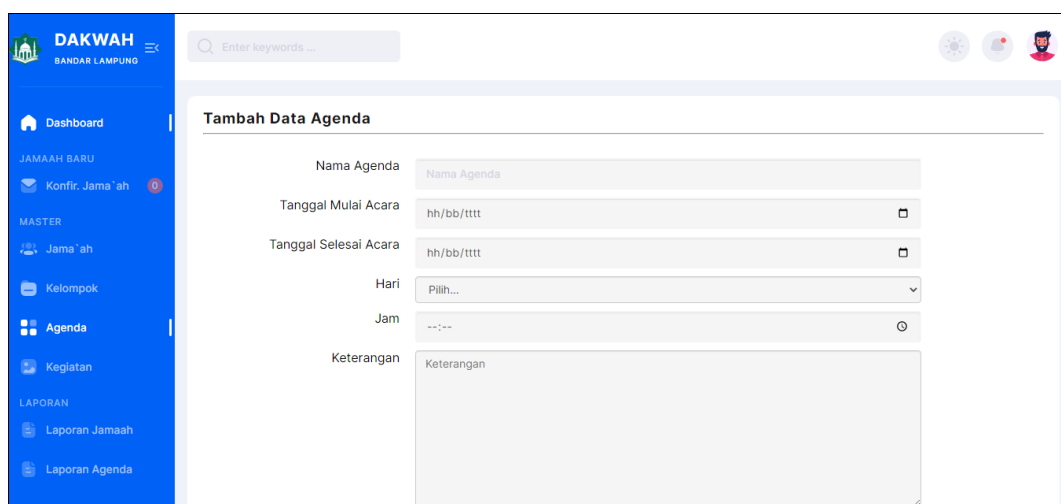 DAKWAH
BANDAR LAMPUNG
Enter keywords ...
Dashboard
JAMAAH BARU
Konfir. Jama`ah 0
MASTER
Jama`ah
Kelompok
Agenda
Kegiatan
LAPORAN
Laporan Jamaah
Laporan Agenda
Tambah Data Agenda
Nama Agenda Nama Agenda
Tanggal Mulai Acara hh/bb/tttt
Tanggal Selesai Acara hh/bb/tttt
Hari Pilih...
Jam --:--
Keterangan Keterangan